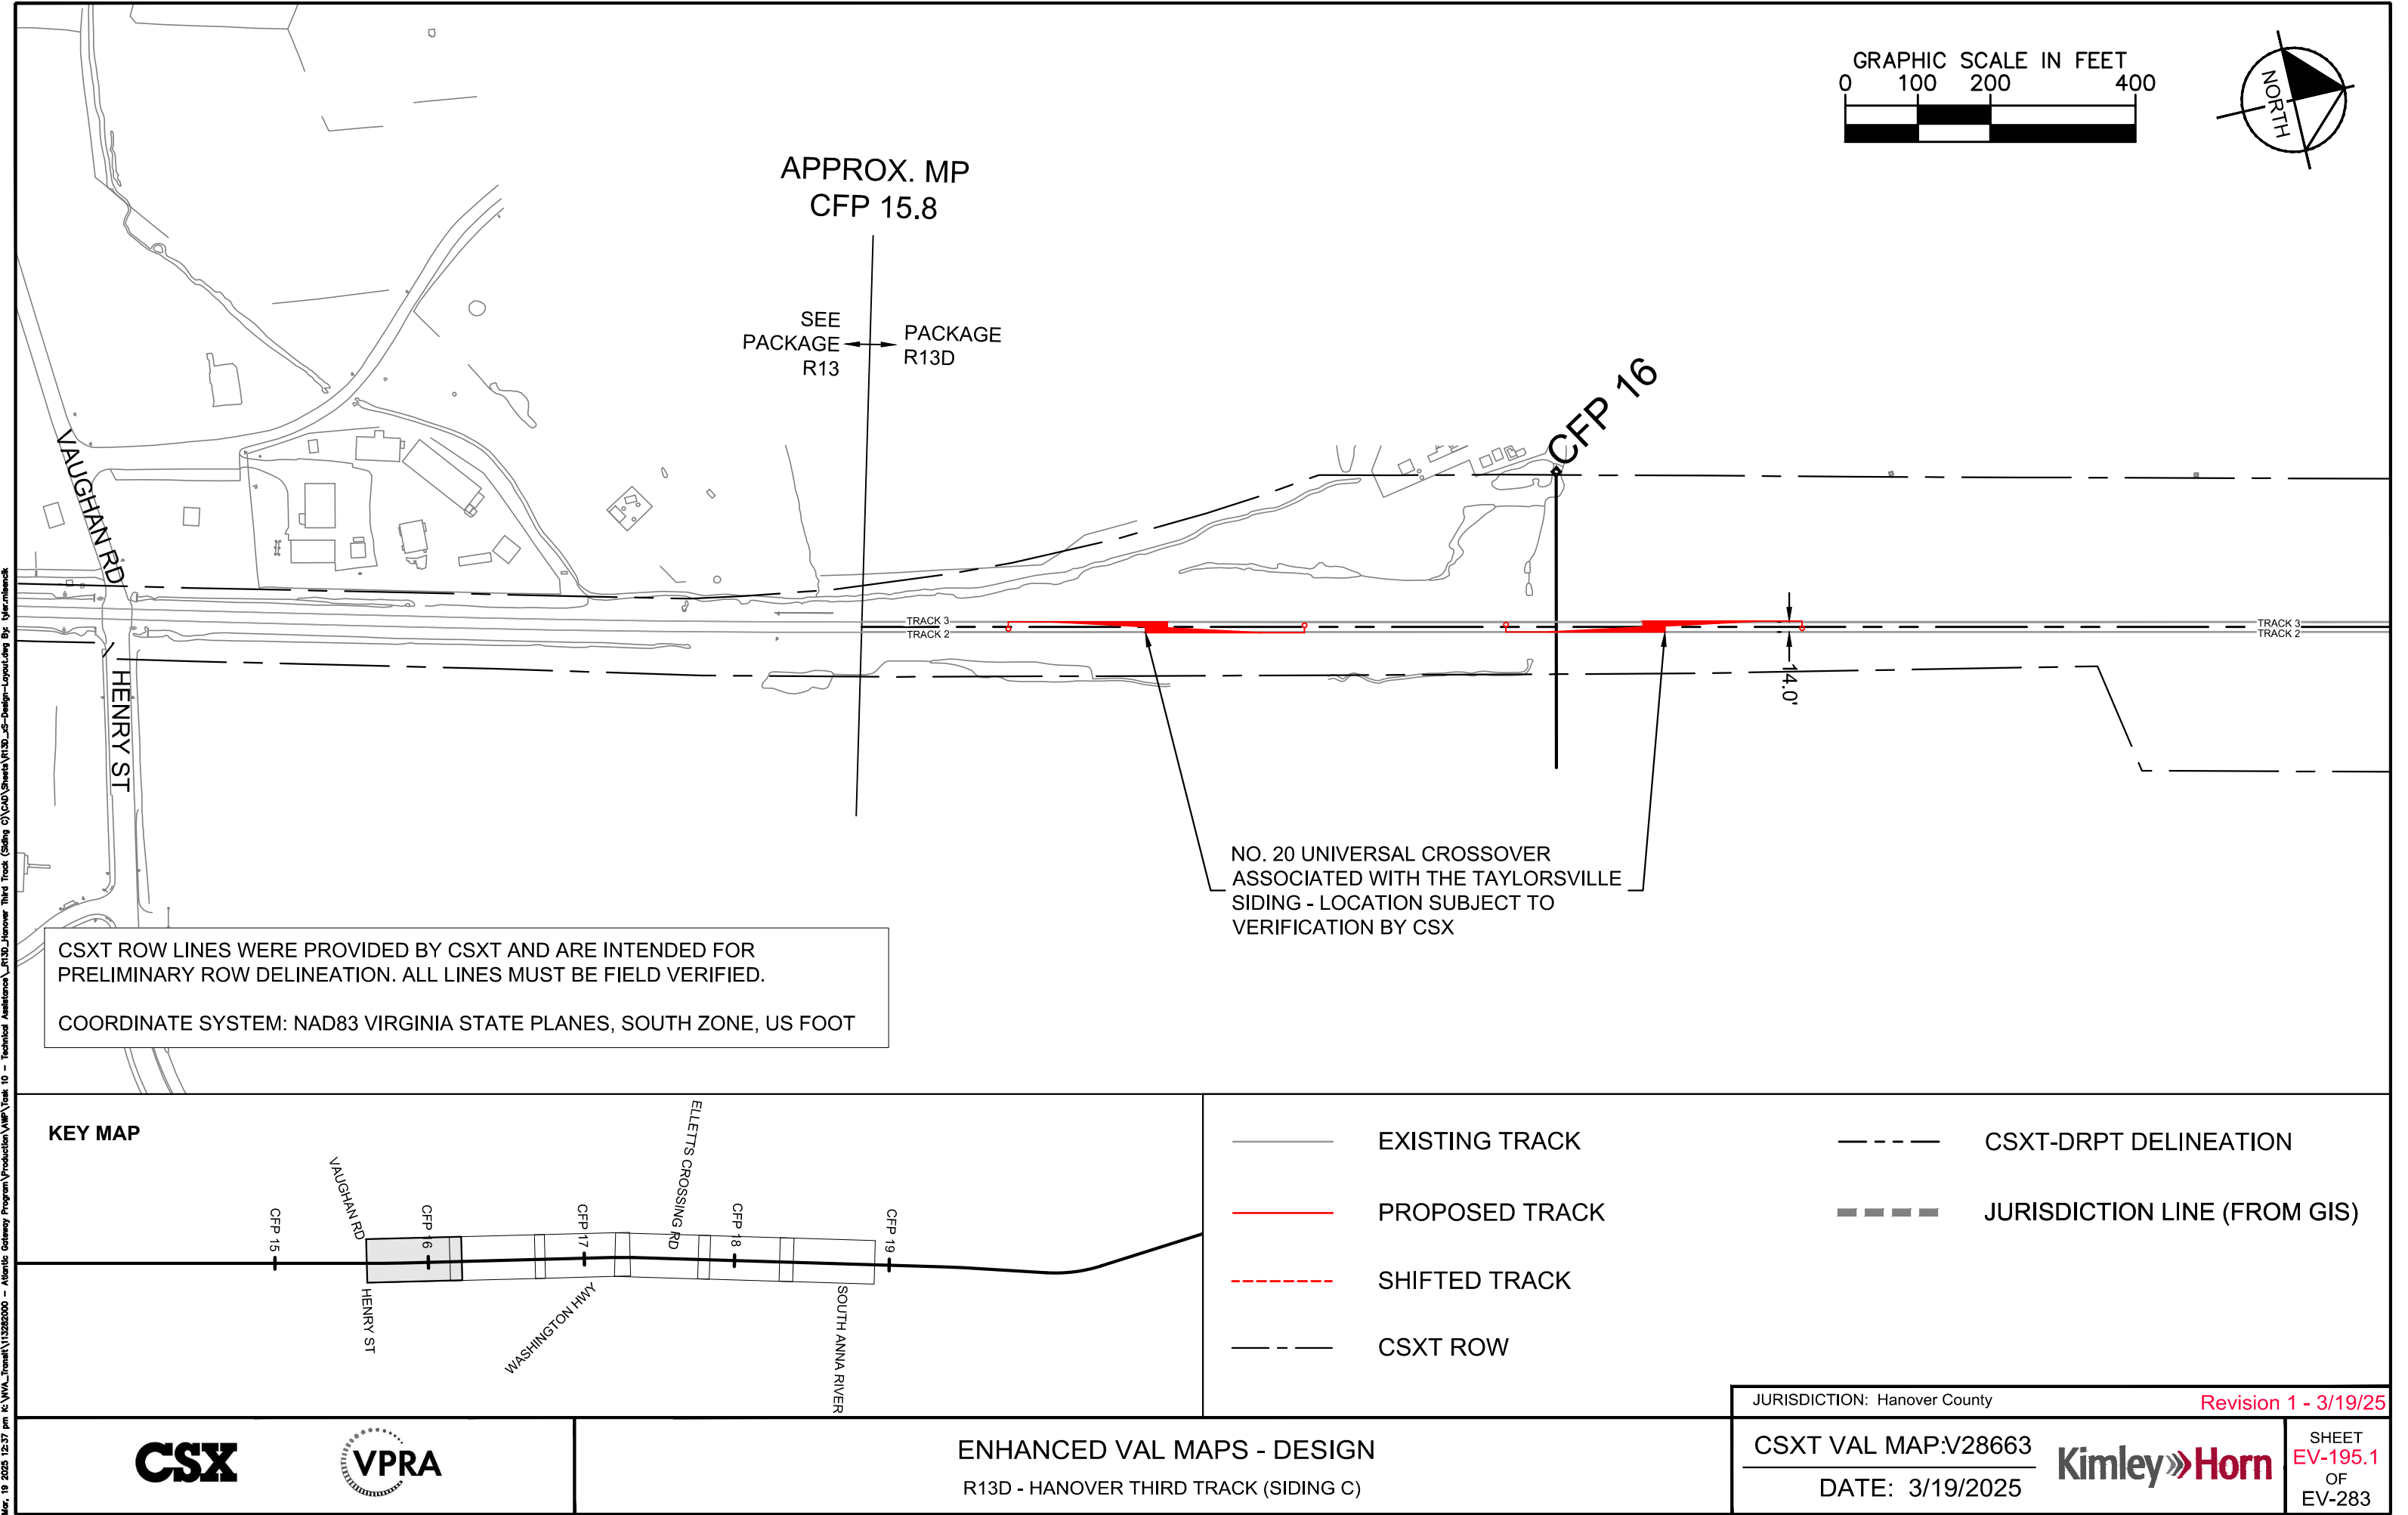 GRAPHIC SCALE IN FEET
0 100 200 400
NORTH
APPROX. MP
CFP 15.8
SEE
PACKAGE
R13
PACKAGE
R13D
CFP 16
VAUGHAN RD
HENRY ST
TRACK 3
TRACK 2
TRACK 3
TRACK 2
14.0'
NO. 20 UNIVERSAL CROSSOVER
ASSOCIATED WITH THE TAYLORSVILLE
SIDING - LOCATION SUBJECT TO
VERIFICATION BY CSX
CSXT ROW LINES WERE PROVIDED BY CSXT AND ARE INTENDED FOR
PRELIMINARY ROW DELINEATION. ALL LINES MUST BE FIELD VERIFIED.
COORDINATE SYSTEM: NAD83 VIRGINIA STATE PLANES, SOUTH ZONE, US FOOT
KEY MAP
CFP 15
VAUGHAN RD
HENRY ST
CFP 16
CFP 17
WASHINGTON HWY
ELLETTS CROSSING RD
CFP 18
SOUTH ANNA RIVER
CFP 19
EXISTING TRACK
PROPOSED TRACK
SHIFTED TRACK
CSXT ROW
CSXT-DRPT DELINEATION
JURISDICTION LINE (FROM GIS)
JURISDICTION: Hanover County
Revision 1 - 3/19/25
CSX
VPRA
ENHANCED VAL MAPS - DESIGN
R13D - HANOVER THIRD TRACK (SIDING C)
CSXT VAL MAP:V28663
DATE: 3/19/2025
Kimley»Horn
SHEET
EV-195.1
OF
EV-283